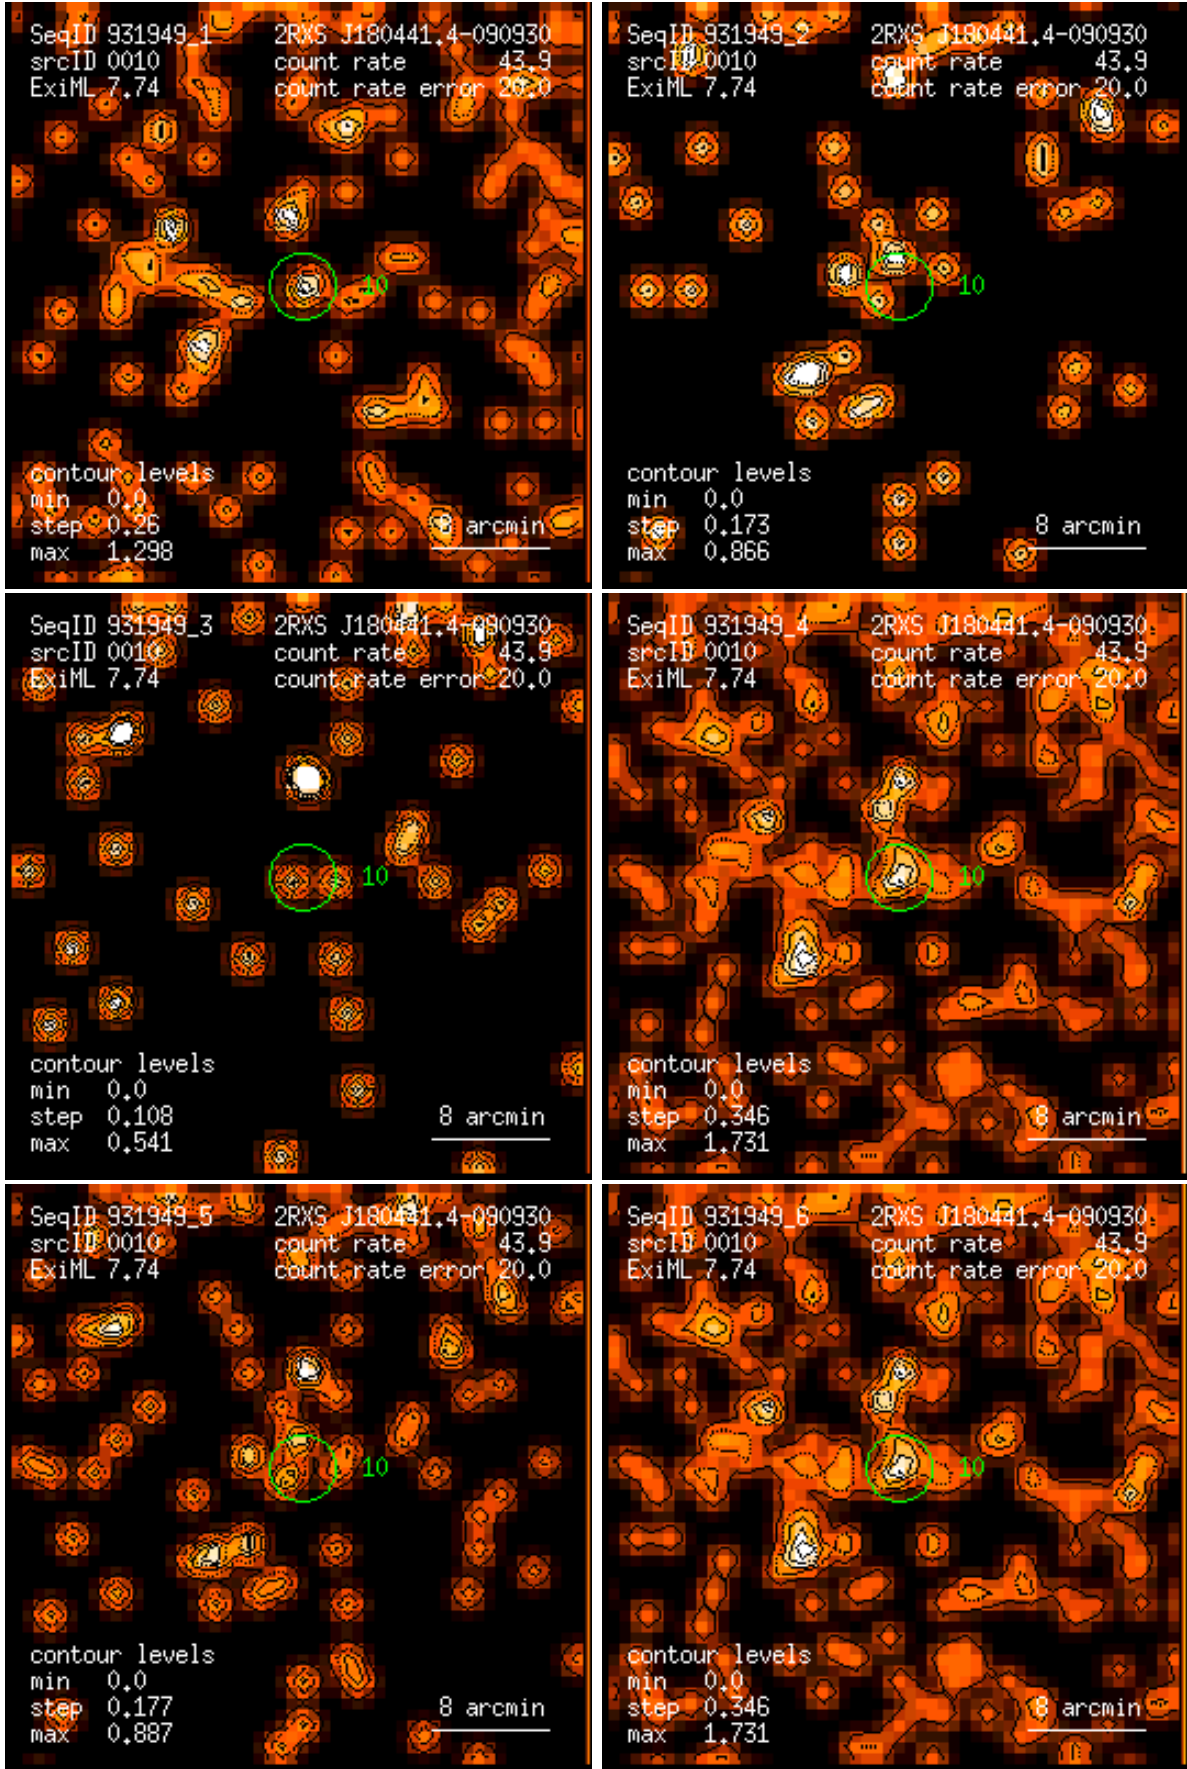 SeqID 931949_1 2RXS J180441.4-090930
srcID 0010 count rate 43.9
ExiML 7.74 count rate error 20.0
10
contour levels
min 0.0
step 0.26 8 arcmin
max 1.298
SeqID 931949_2 2RXS J180441.4-090930
srcID 0010 count rate 43.9
ExiML 7.74 count rate error 20.0
10
contour levels
min 0.0
step 0.173 8 arcmin
max 0.866
SeqID 931949_3 2RXS J180441.4-090930
srcID 0010 count rate 43.9
ExiML 7.74 count rate error 20.0
10
contour levels
min 0.0
step 0.108 8 arcmin
max 0.541
SeqID 931949_4 2RXS J180441.4-090930
srcID 0010 count rate 43.9
ExiML 7.74 count rate error 20.0
10
contour levels
min 0.0
step 0.346 8 arcmin
max 1.731
SeqID 931949_5 2RXS J180441.4-090930
srcID 0010 count rate 43.9
ExiML 7.74 count rate error 20.0
10
contour levels
min 0.0
step 0.177 8 arcmin
max 0.887
SeqID 931949_6 2RXS J180441.4-090930
srcID 0010 count rate 43.9
ExiML 7.74 count rate error 20.0
10
contour levels
min 0.0
step 0.346 8 arcmin
max 1.731